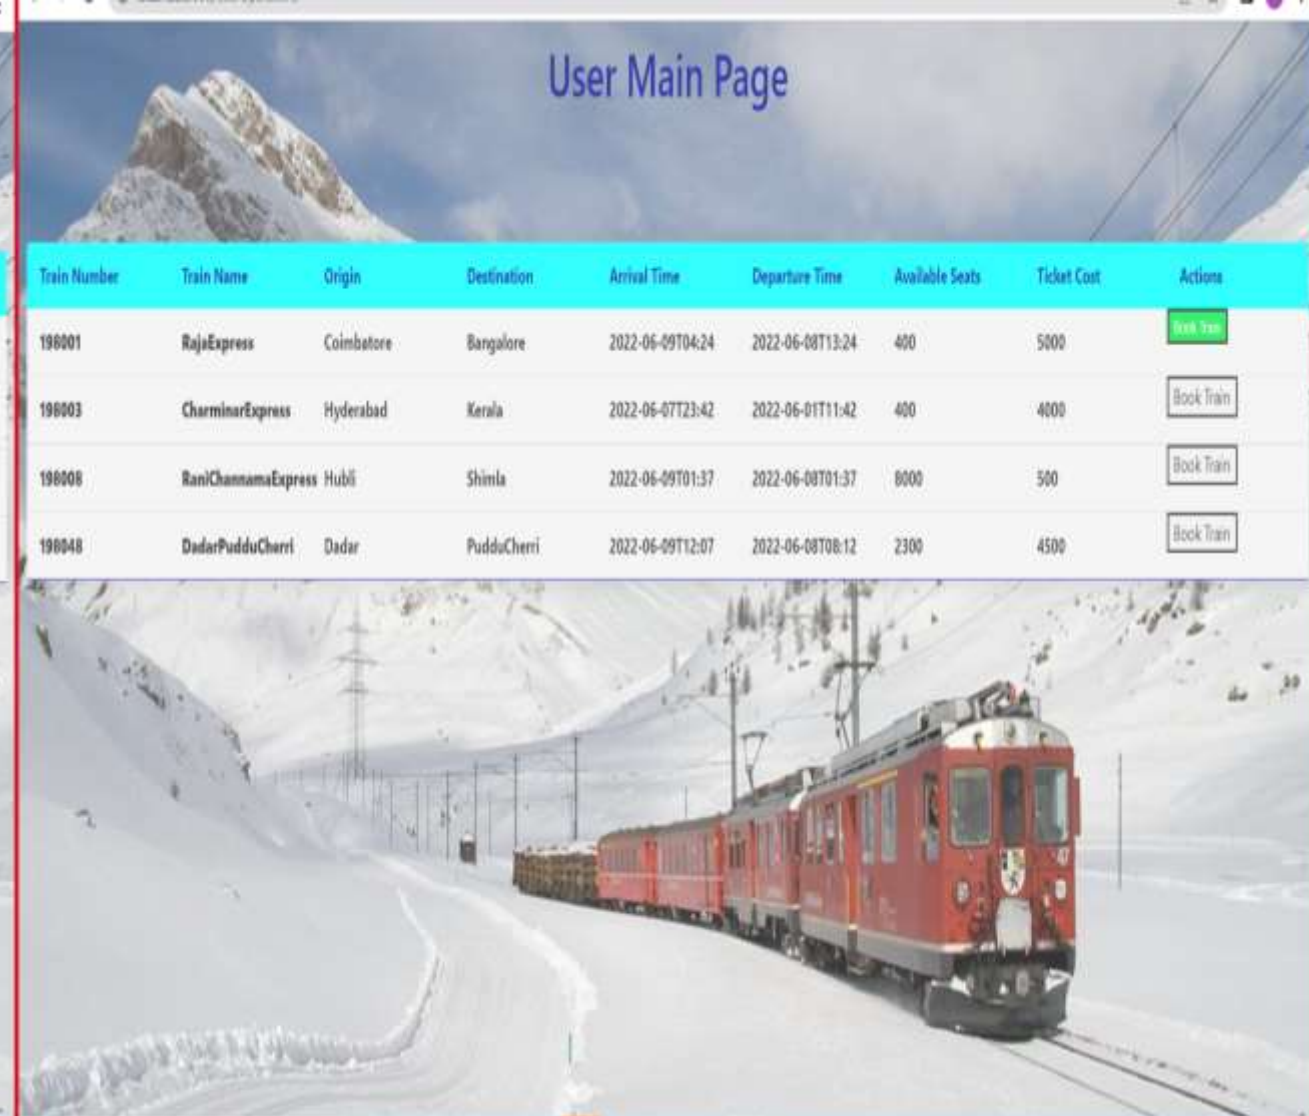 User Main Page
Train Number Train Name Origin Destination Arrival Time Departure Time Available Seats Ticket Cost Actions
198001 RajaExpress Coimbatore Bangalore 2022-06-09T04:24 2022-06-08T13:24 400 5000 Book Train
198003 CharminarExpress Hyderabad Kerala 2022-06-07T23:42 2022-06-01T11:42 400 4000 Book Train
198008 RaniChannamaExpress Hubli Shimla 2022-06-09T01:37 2022-06-08T01:37 8000 500 Book Train
198048 DadarPudduCherri Dadar PudduCherri 2022-06-09T12:07 2022-06-08T08:12 2300 4500 Book Train